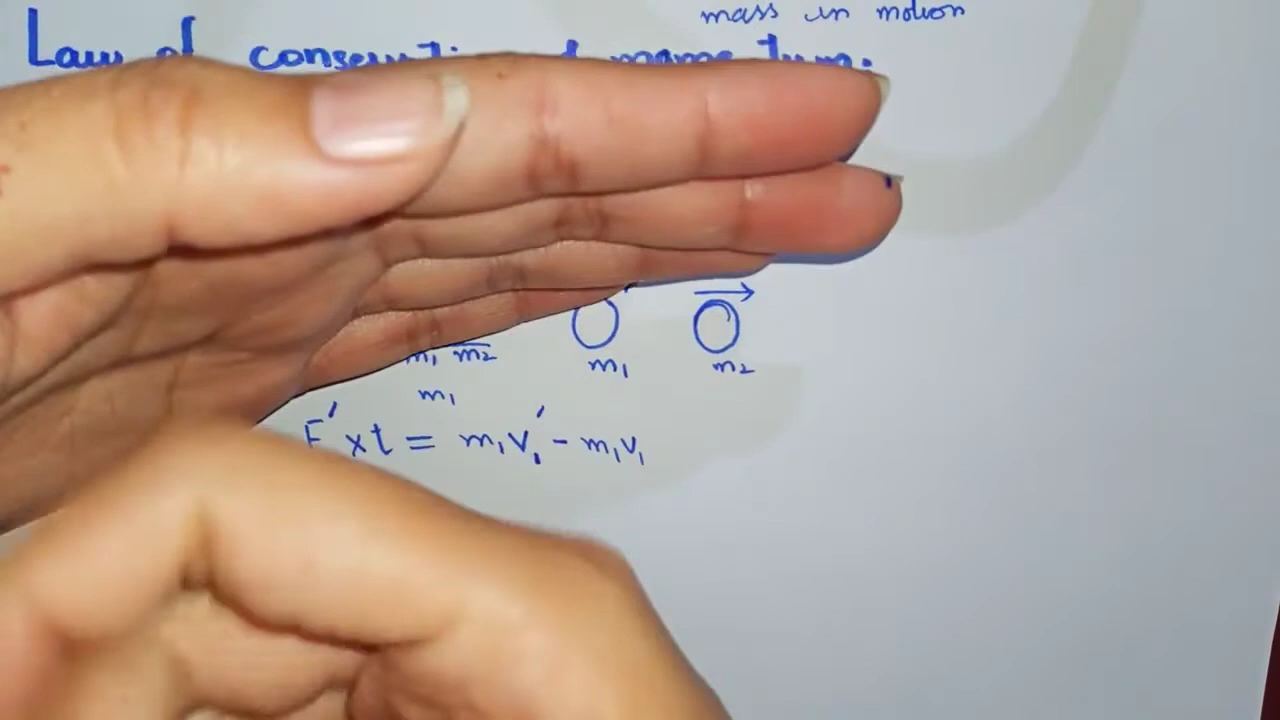 mass in motion
Law of
m₁ m₂ m₁ m₂
m₁
F' x t = m₁v₁' - m₁v₁